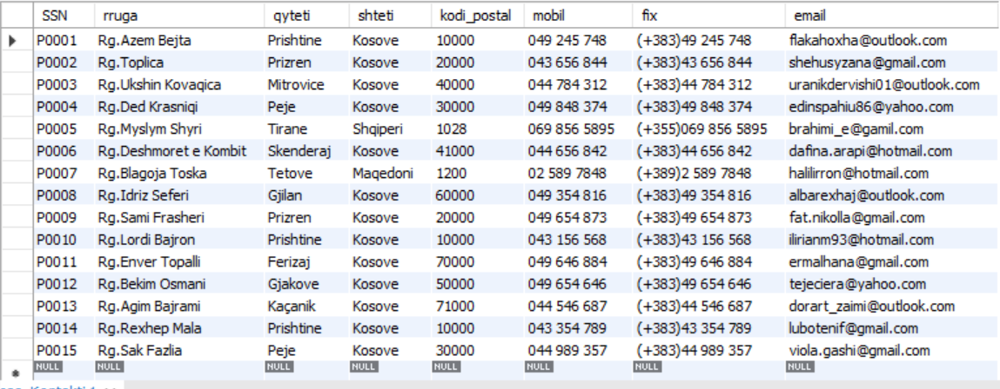 SSN rruga qyteti shteti kodi_postal mobil fix email
P0001 Rg.Azem Bejta Prishtine Kosove 10000 049 245 748 (+383)49 245 748 flakahoxha@outlook.com
P0002 Rg.Toplica Prizren Kosove 20000 043 656 844 (+383)43 656 844 shehusyzana@gmail.com
P0003 Rg.Ukshin Kovaqica Mitrovice Kosove 40000 044 784 312 (+383)44 784 312 uranikdervishi01@outlook.com
P0004 Rg.Ded Krasniqi Peje Kosove 30000 049 848 374 (+383)49 848 374 edinspahiu86@yahoo.com
P0005 Rg.Myslym Shyri Tirane Shqiperi 1028 069 856 5895 (+355)069 856 5895 brahimi_e@gamil.com
P0006 Rg.Deshmoret e Kombit Skenderaj Kosove 41000 044 656 842 (+383)44 656 842 dafina.arapi@hotmail.com
P0007 Rg.Blagoja Toska Tetove Maqedoni 1200 02 589 7848 (+389)2 589 7848 halilirron@hotmail.com
P0008 Rg.Idriz Seferi Gjilan Kosove 60000 049 354 816 (+383)49 354 816 albarexhaj@outlook.com
P0009 Rg.Sami Frasheri Prizren Kosove 20000 049 654 873 (+383)49 654 873 fat.nikolla@gmail.com
P0010 Rg.Lordi Bajron Prishtine Kosove 10000 043 156 568 (+383)43 156 568 ilirianm93@hotmail.com
P0011 Rg.Enver Topalli Ferizaj Kosove 70000 049 646 884 (+383)49 646 884 ermalhana@gmail.com
P0012 Rg.Bekim Osmani Gjakove Kosove 50000 049 654 646 (+383)49 654 646 tejeciera@yahoo.com
P0013 Rg.Agim Bajrami Kaçanik Kosove 71000 044 546 687 (+383)44 546 687 dorart_zaimi@outlook.com
P0014 Rg.Rexhep Mala Prishtine Kosove 10000 043 354 789 (+383)43 354 789 lubotenif@gmail.com
P0015 Rg.Sak Fazlia Peje Kosove 30000 044 989 357 (+383)44 989 357 viola.gashi@gmail.com
NULL NULL NULL NULL NULL NULL NULL NULL